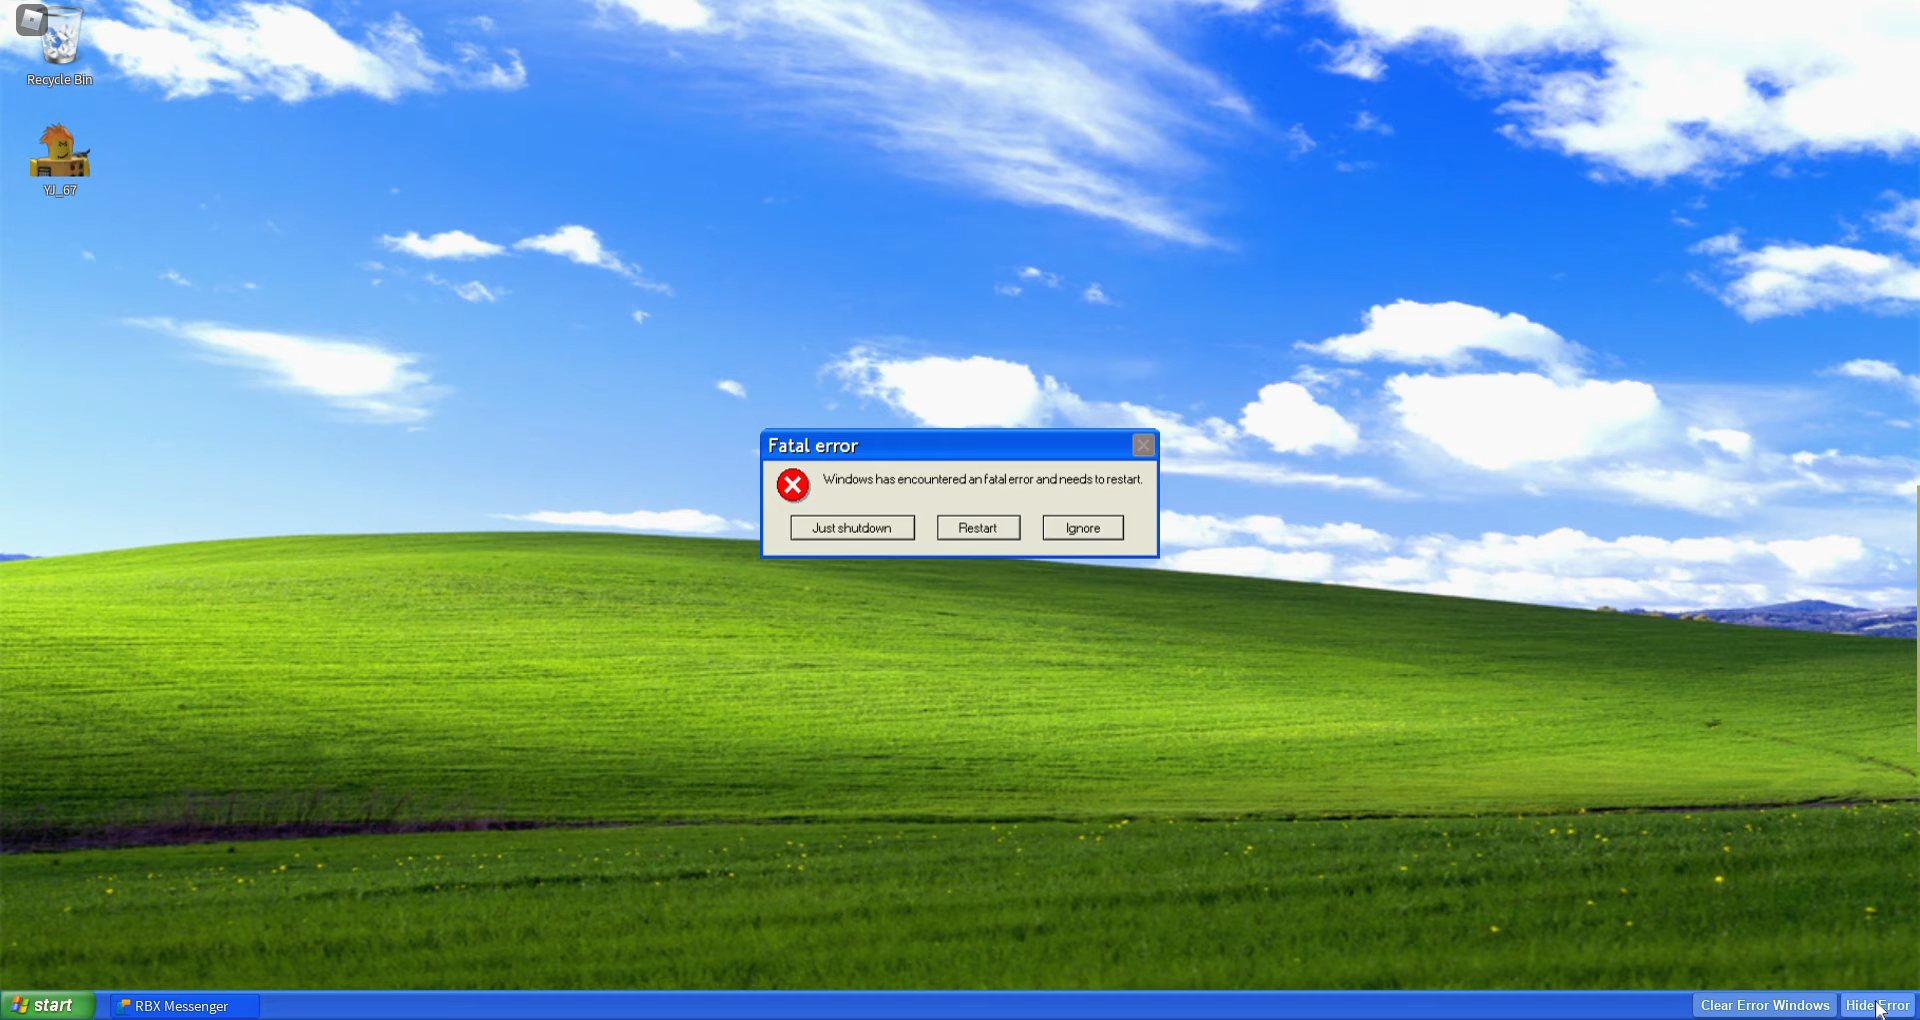 Recycle Bin
YJ_67
Fatal error
Windows has encountered an fatal error and needs to restart.
Just shutdown
Restart
Ignore
start
RBX Messenger
Clear Error Windows
Hide Error